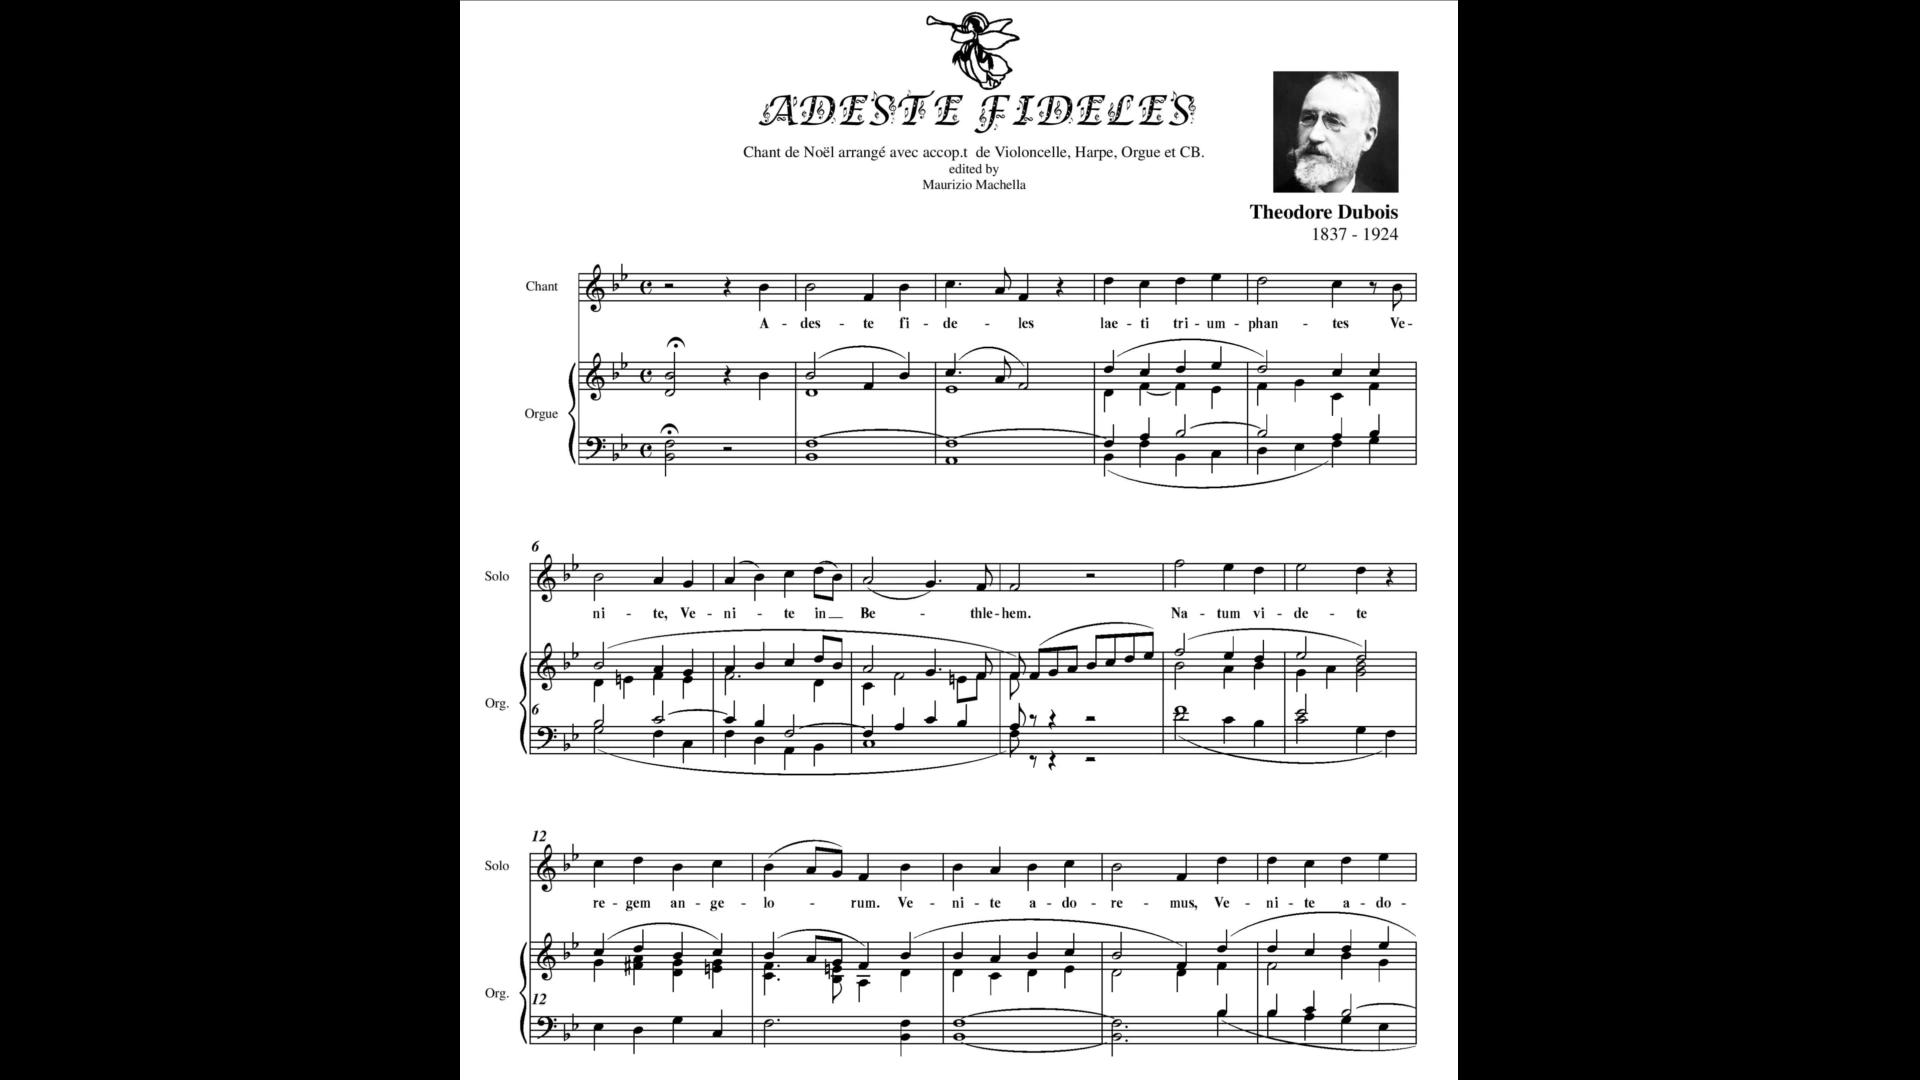 ADESTE FIDELES
Chant de Noël arrangé avec accop.t de Violoncelle, Harpe, Orgue et CB.
edited by
Maurizio Machella
Theodore Dubois
1837 - 1924
Chant
A - des - te fi - de - les lae - ti tri - um - phan - tes Ve -
Orgue
6
Solo
ni - te, Ve - ni - te in Be - thle - hem. Na - tum vi - de - te
Org.
6
12
Solo
re - gem an - ge - lo - rum. Ve - ni - te a - do - re - mus, Ve - ni - te a - do -
Org.
12